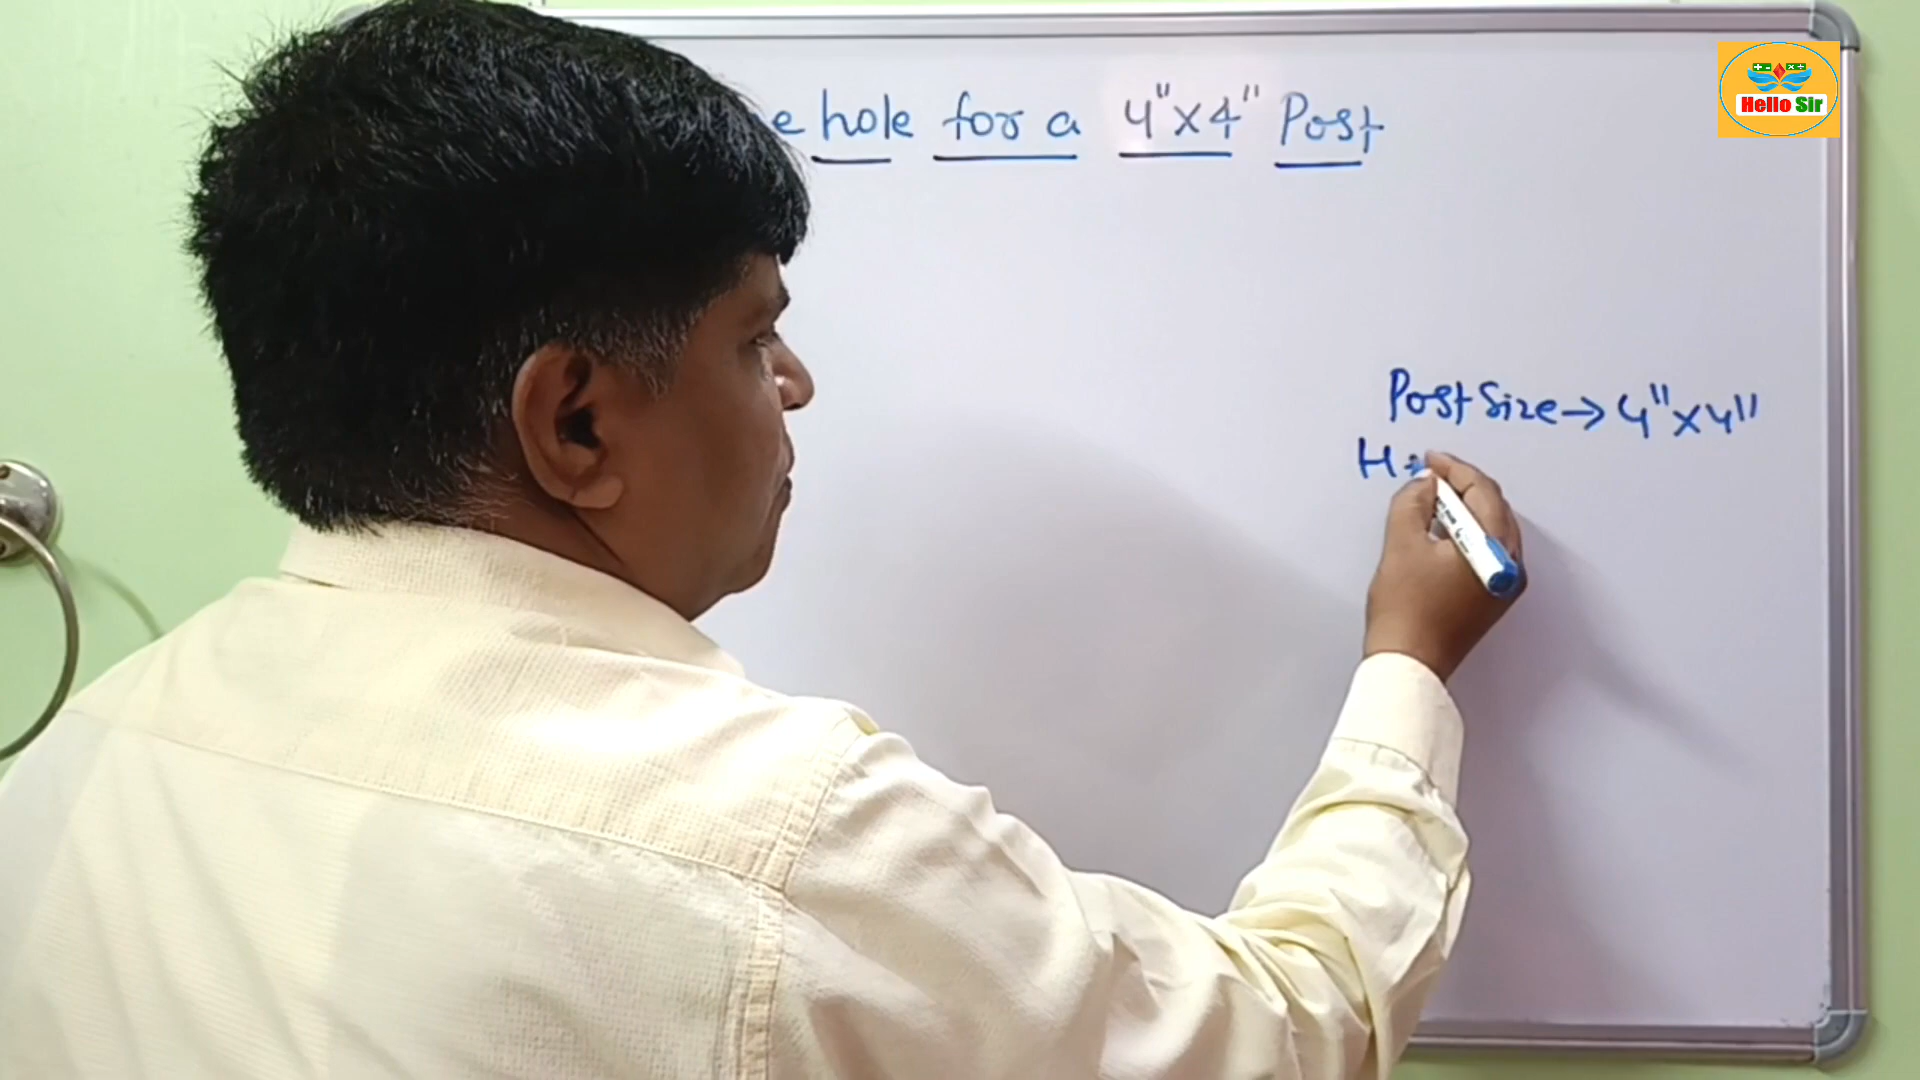 e hole for a 4"x4" Post
Hello Sir
Post Size → 4"x4"
H